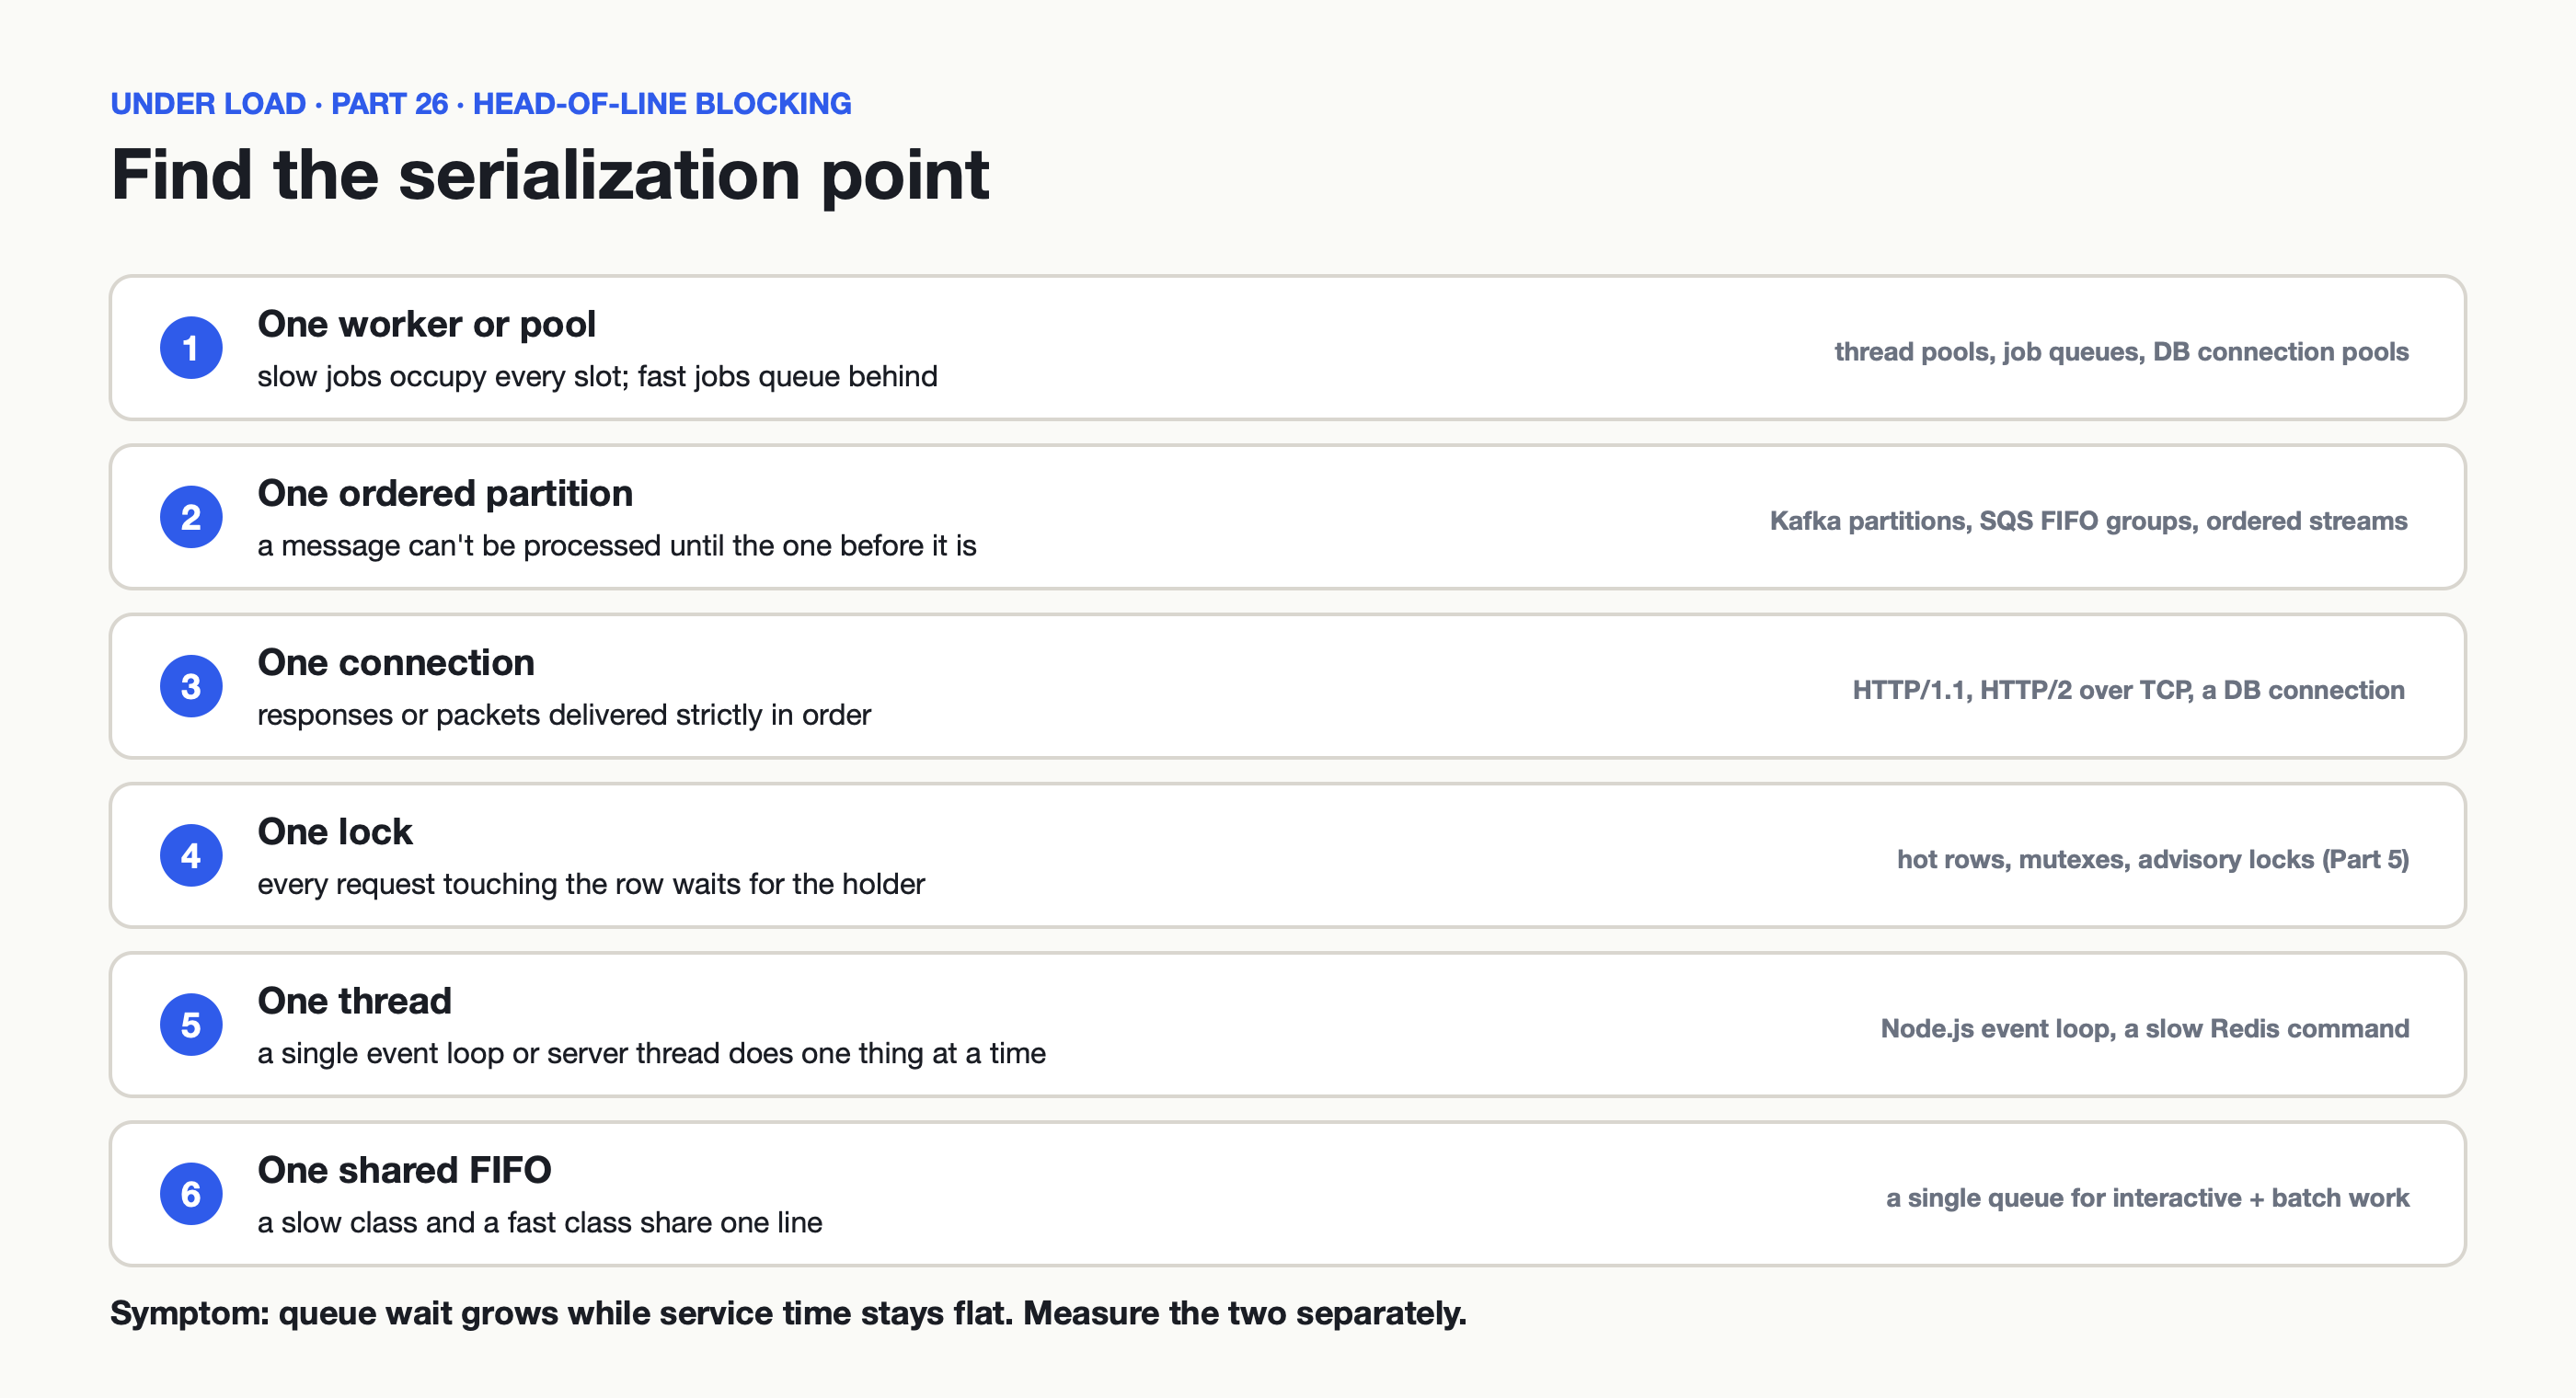 UNDER LOAD · PART 26 · HEAD-OF-LINE BLOCKING
Find the serialization point
1
One worker or pool
slow jobs occupy every slot; fast jobs queue behind
thread pools, job queues, DB connection pools
2
One ordered partition
a message can't be processed until the one before it is
Kafka partitions, SQS FIFO groups, ordered streams
3
One connection
responses or packets delivered strictly in order
HTTP/1.1, HTTP/2 over TCP, a DB connection
4
One lock
every request touching the row waits for the holder
hot rows, mutexes, advisory locks (Part 5)
5
One thread
a single event loop or server thread does one thing at a time
Node.js event loop, a slow Redis command
6
One shared FIFO
a slow class and a fast class share one line
a single queue for interactive + batch work
Symptom: queue wait grows while service time stays flat. Measure the two separately.